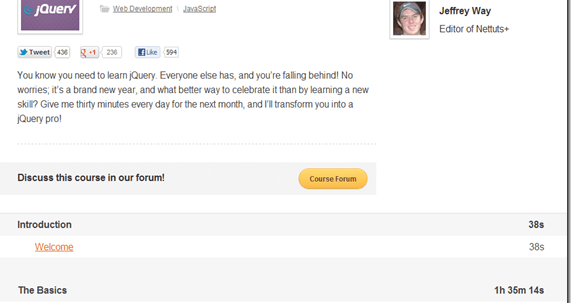 jQuery
Web Development
JavaScript
Jeffrey Way
Editor of Nettuts+
Tweet 436 +1 236 Like 594
You know you need to learn jQuery. Everyone else has, and you're falling behind! No
worries; it's a brand new year, and what better way to celebrate it than by learning a new
skill? Give me thirty minutes every day for the next month, and I'll transform you into a
jQuery pro!
Discuss this course in our forum!
Course Forum
Introduction 38s
Welcome 38s
The Basics 1h 35m 14s